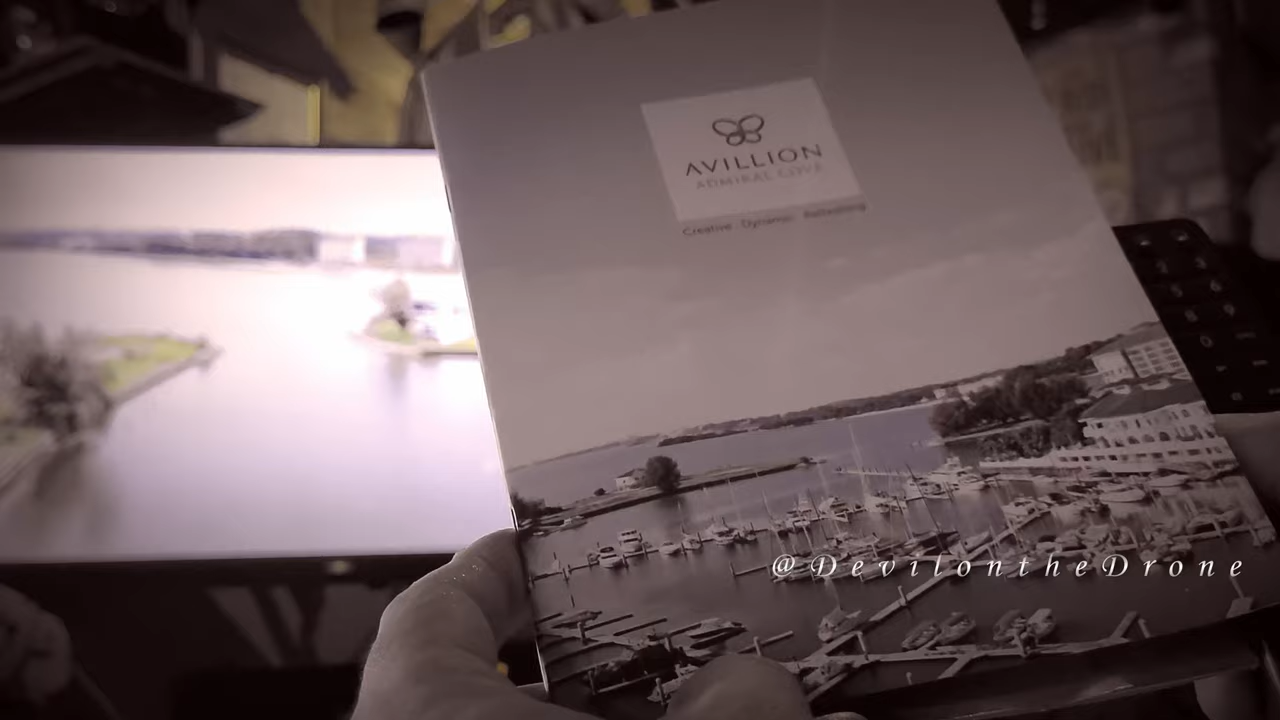 AVILLION
ADMIRAL COVE
Creative . Dynamic . Refreshing
@DevilontheDrone